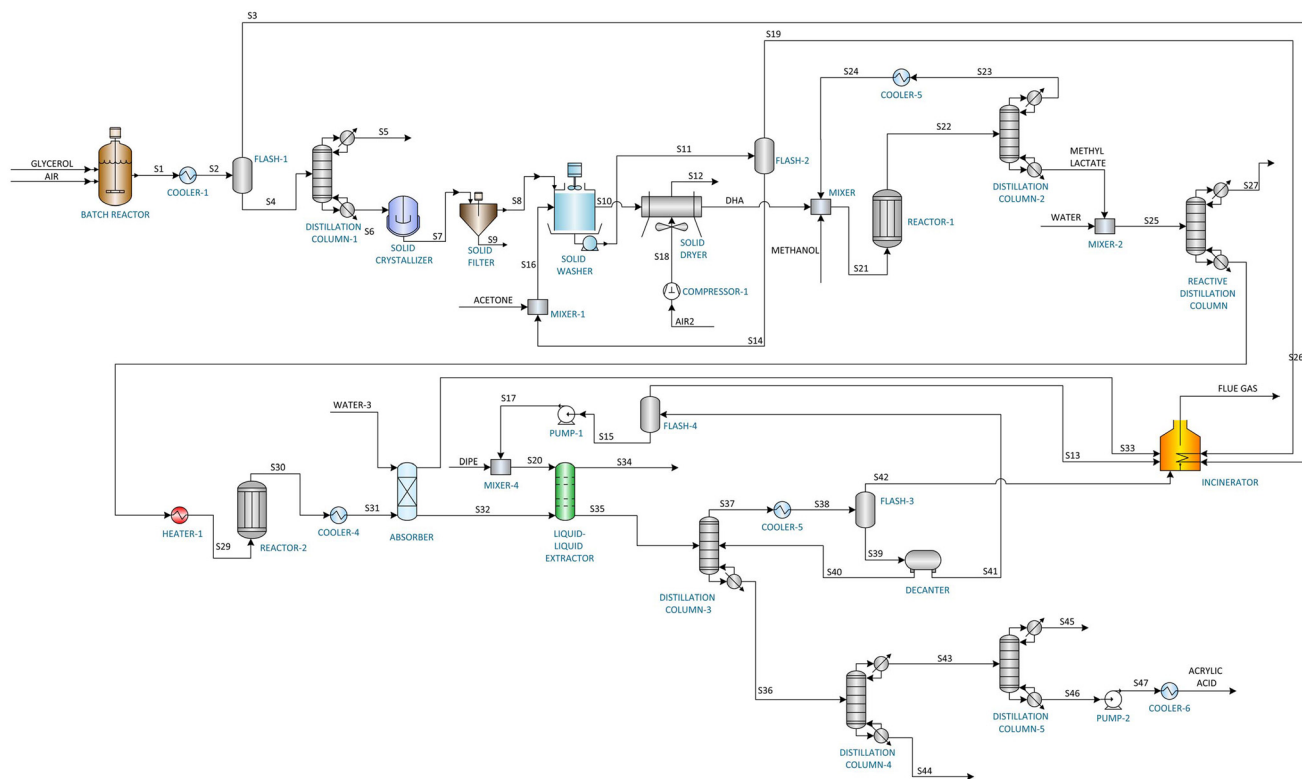 S3
S19
S24
S23
COOLER-5
GLYCEROL
AIR
BATCH REACTOR
S1
COOLER-1
S2
FLASH-1
S4
S5
DISTILLATION
COLUMN-1
S6
SOLID
CRYSTALLIZER
S7
SOLID
FILTER
S8
S9
S10
SOLID
WASHER
S11
S12
SOLID
DRYER
S18
COMPRESSOR-1
AIR2
S16
ACETONE
MIXER-1
S14
FLASH-2
DHA
MIXER
METHANOL
S21
REACTOR-1
S22
DISTILLATION
COLUMN-2
METHYL
LACTATE
WATER
MIXER-2
S25
S27
REACTIVE
DISTILLATION
COLUMN
S26
FLUE GAS
WATER-3
S17
PUMP-1
S15
FLASH-4
DIPE
MIXER-4
S20
S34
S13
S33
INCINERATOR
HEATER-1
S29
REACTOR-2
S30
COOLER-4
S31
ABSORBER
S32
LIQUID-
LIQUID
EXTRACTOR
S35
S37
COOLER-5
S38
FLASH-3
S42
S39
S40
S41
DECANTER
DISTILLATION
COLUMN-3
S36
DISTILLATION
COLUMN-4
S43
S44
S45
DISTILLATION
COLUMN-5
S46
PUMP-2
S47
COOLER-6
ACRYLIC
ACID